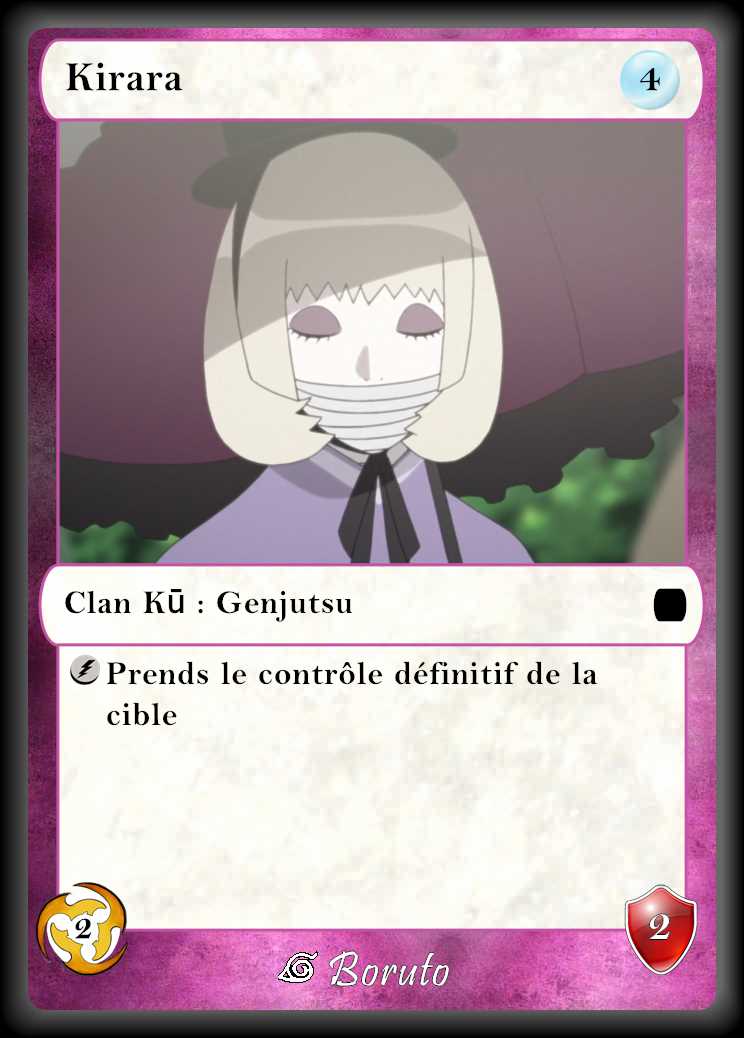 Kirara
4
Clan Kū : Genjutsu
Prends le contrôle définitif de la
cible
2
2
Boruto